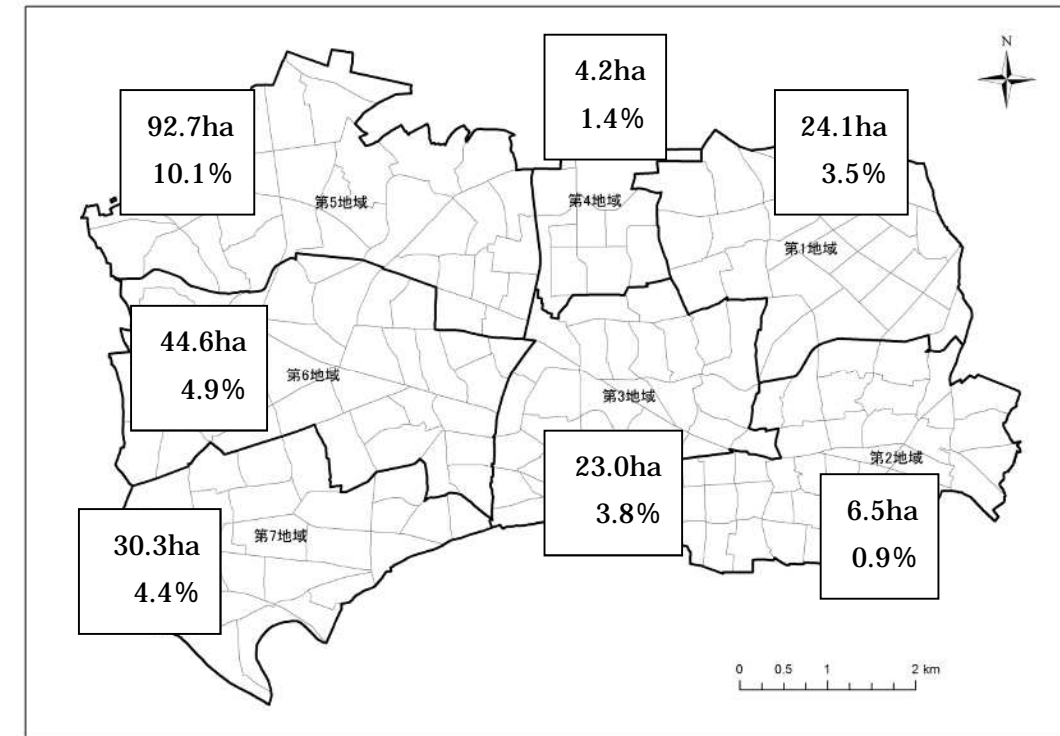 N
4.2ha
1.4%
92.7ha
10.1%
24.1ha
3.5%
第5地域
第4地域
第1地域
44.6ha
4.9%
第6地域
第3地域
23.0ha
3.8%
第2地域
6.5ha
0.9%
30.3ha
4.4%
第7地域
0 0.5 1 2 km